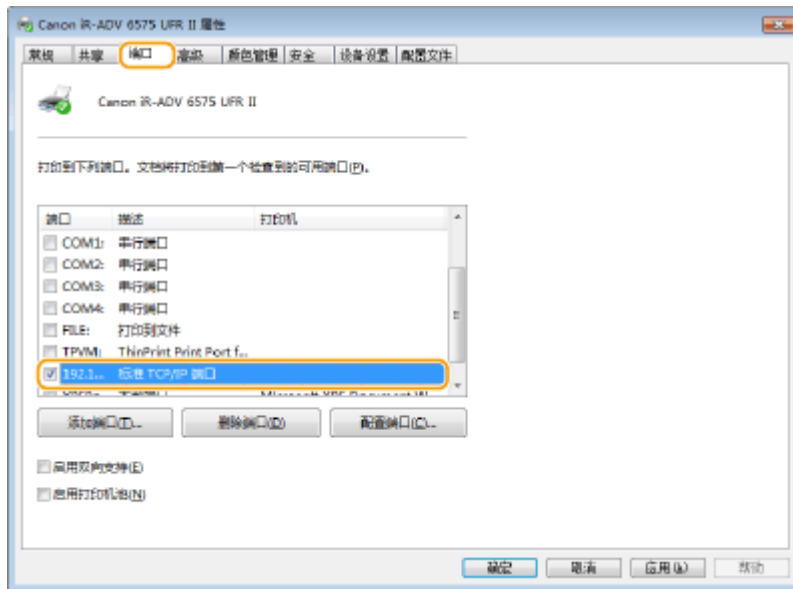 Canon iR-ADV 6575 UFR II 属性
常规 共享 端口 高级 颜色管理 安全 设备设置 配置文件
Canon iR-ADV 6575 UFR II
打印到下列端口。文档将打印到第一个检查到的可用端口(P)。
端口 描述 打印机
COM1: 串行端口
COM2: 串行端口
COM3: 串行端口
COM4: 串行端口
FILE: 打印到文件
TPVM: ThinPrint Print Port f...
192.1... 标准 TCP/IP 端口
添加端口(T)... 删除端口(D) 配置端口(C)...
启用双向支持(E)
启用打印机池(N)
确定 取消 应用(A) 帮助